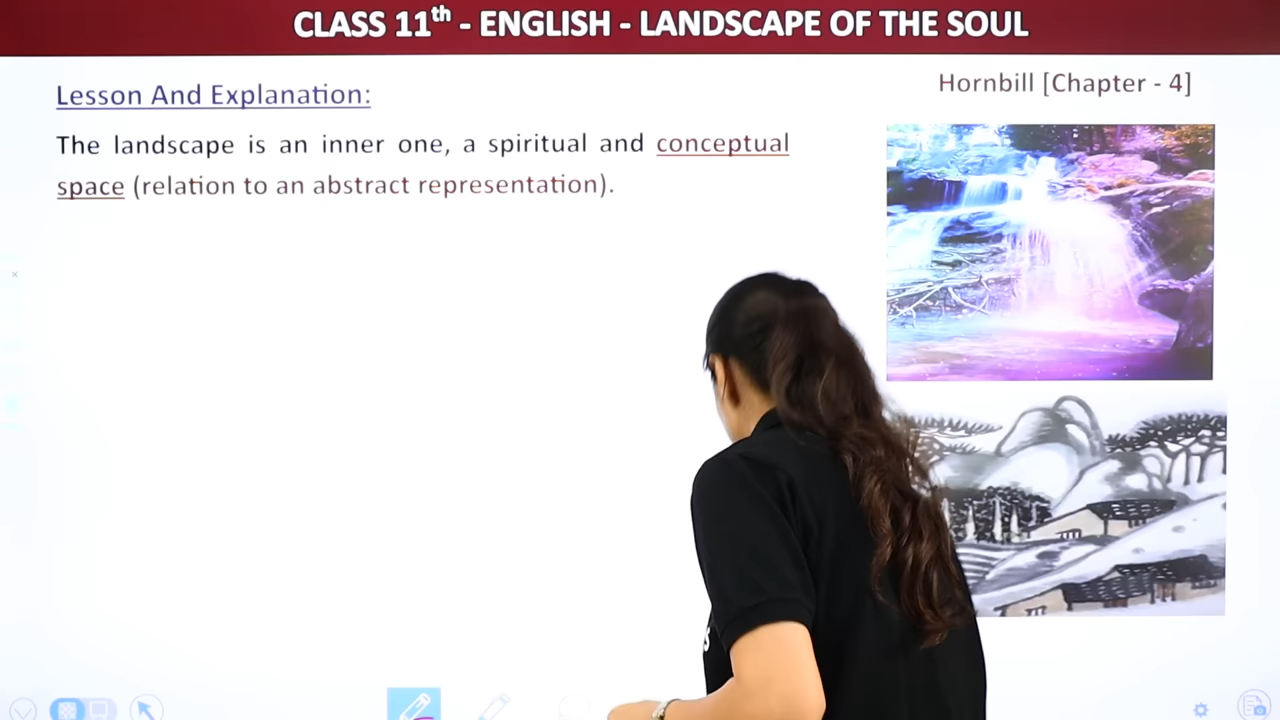 CLASS 11th - ENGLISH - LANDSCAPE OF THE SOUL
Hornbill [Chapter - 4]
Lesson And Explanation:
The landscape is an inner one, a spiritual and conceptual
space (relation to an abstract representation).